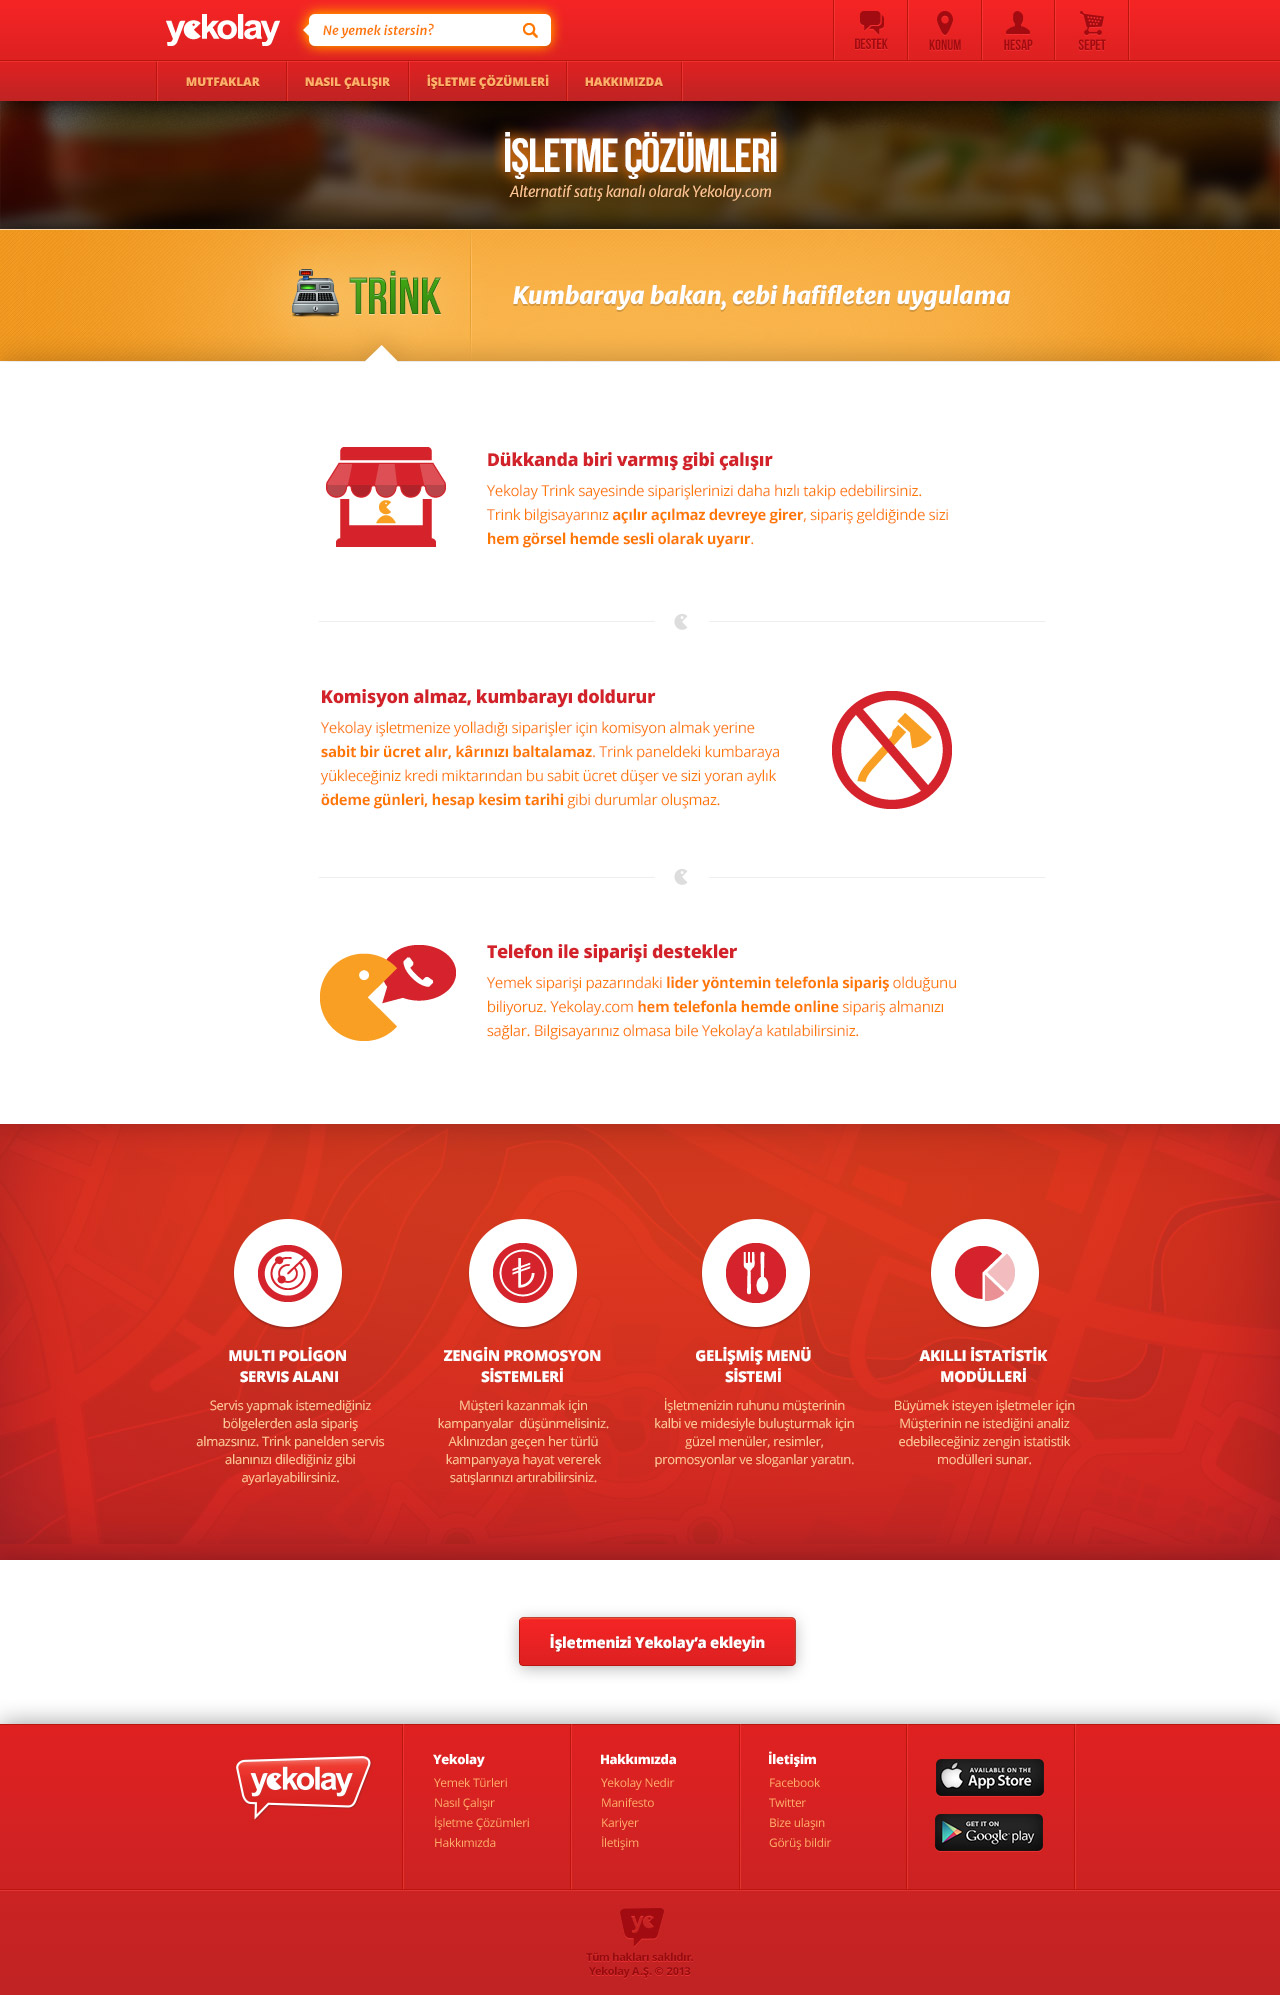 yekolay
Ne yemek istersin?
DESTEK
KONUM
HESAP
SEPET
MUTFAKLAR
NASIL ÇALIŞIR
İŞLETME ÇÖZÜMLERİ
HAKKIMIZDA
İŞLETME ÇÖZÜMLERİ
Alternatif satış kanalı olarak Yekolay.com
TRİNK
Kumbaraya bakan, cebi hafifleten uygulama
Dükkanda biri varmış gibi çalışır
Yekolay Trink sayesinde siparişlerinizi daha hızlı takip edebilirsiniz.
Trink bilgisayarınız açılır açılmaz devreye girer, sipariş geldiğinde sizi
hem görsel hemde sesli olarak uyarır.
Komisyon almaz, kumbarayı doldurur
Yekolay işletmenize yolladığı siparişler için komisyon almak yerine
sabit bir ücret alır, kârınızı baltalamaz. Trink paneldeki kumbaraya
yükleceğiniz kredi miktarından bu sabit ücret düşer ve sizi yoran aylık
ödeme günleri, hesap kesim tarihi gibi durumlar oluşmaz.
Telefon ile siparişi destekler
Yemek siparişi pazarındaki lider yöntemin telefonla sipariş olduğunu
biliyoruz. Yekolay.com hem telefonla hemde online sipariş almanızı
sağlar. Bilgisayarınız olmasa bile Yekolay’a katılabilirsiniz.
MULTI POLİGON
SERVIS ALANI
Servis yapmak istemediğiniz
bölgelerden asla sipariş
almazsınız. Trink panelden servis
alanınızı dilediğiniz gibi
ayarlayabilirsiniz.
ZENGİN PROMOSYON
SİSTEMLERİ
Müşteri kazanmak için
kampanyalar düşünmelisiniz.
Aklınızdan geçen her türlü
kampanyaya hayat vererek
satışlarınızı artırabilirsiniz.
GELİŞMİŞ MENÜ
SİSTEMİ
İşletmenizin ruhunu müşterinin
kalbi ve midesiyle buluşturmak için
güzel menüler, resimler,
promosyonlar ve sloganlar yaratın.
AKILLI İSTATİSTİK
MODÜLLERİ
Büyümek isteyen işletmeler için
Müşterinin ne istediğini analiz
edebileceğiniz zengin istatistik
modülleri sunar.
İşletmenizi Yekolay’a ekleyin
yekolay
Yekolay
Yemek Türleri
Nasıl Çalışır
İşletme Çözümleri
Hakkımızda
Hakkımızda
Yekolay Nedir
Manifesto
Kariyer
İletişim
İletişim
Facebook
Twitter
Bize ulaşın
Görüş bildir
AVAILABLE ON THE
App Store
GET IT ON
Google play
ye
Tüm hakları saklıdır.
Yekolay A.Ş. © 2013